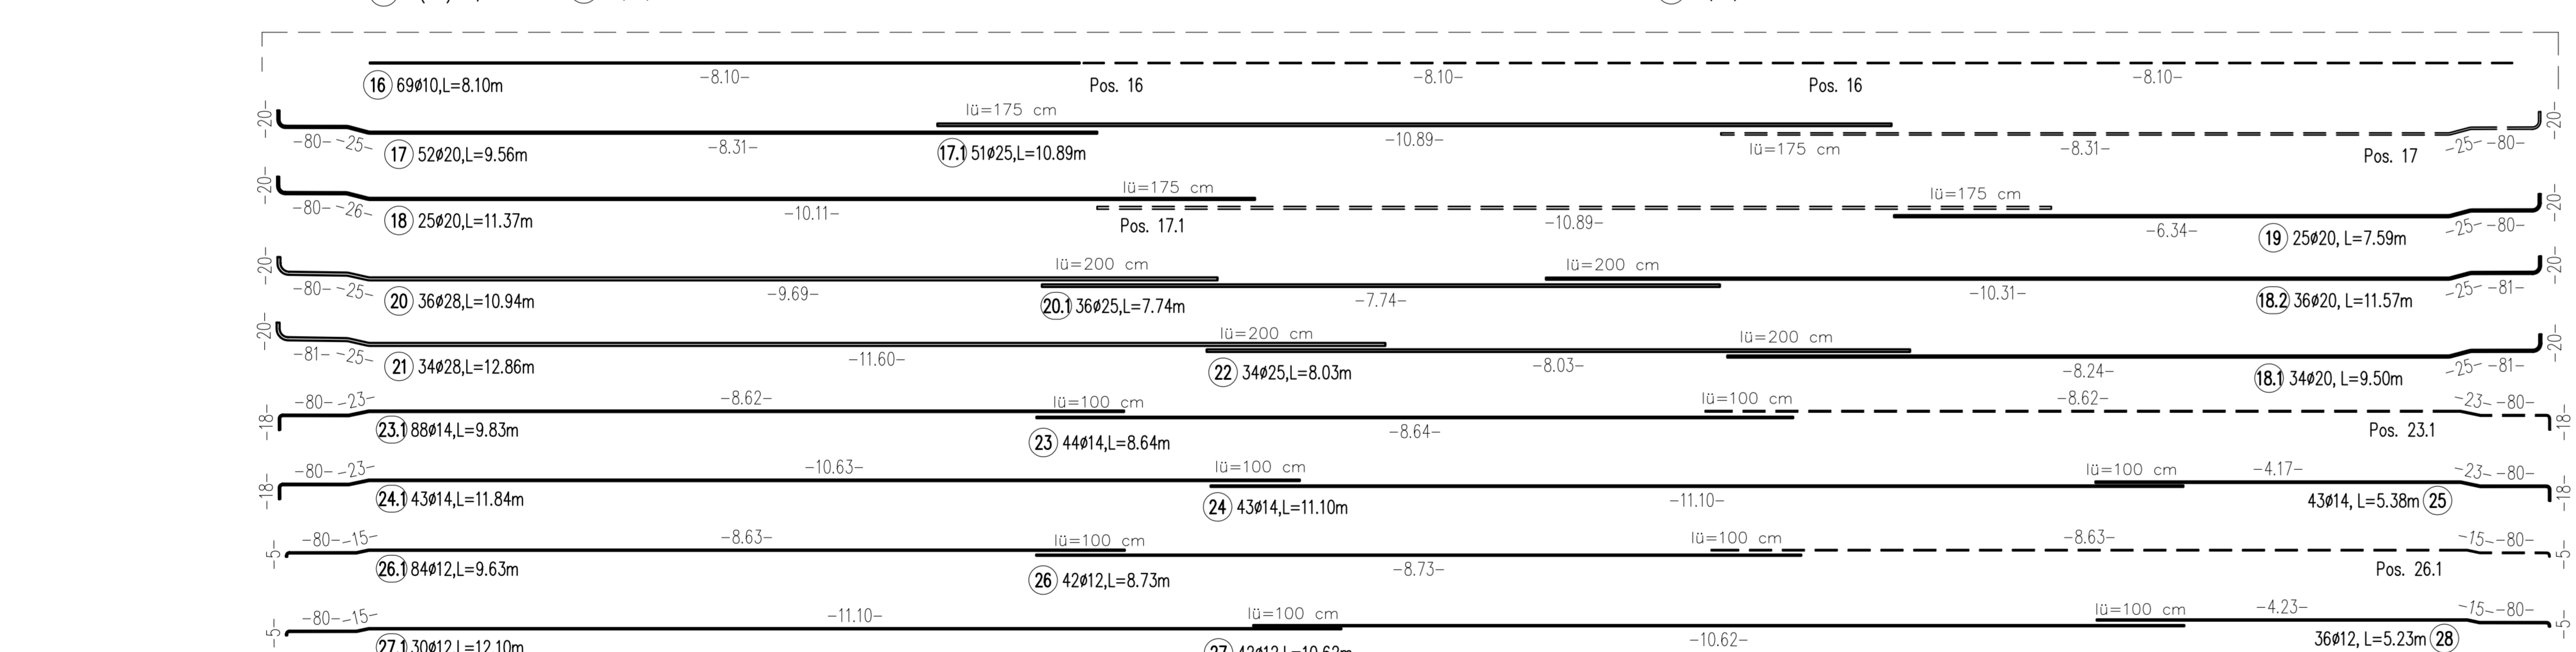 -8.10- -8.10- -8.10-
16 69ø10,L=8.10m Pos. 16 Pos. 16
-20- lü=175 cm -20-
-80- -25- -8.31- -10.89- lü=175 cm -8.31- -25- -80-
17 52ø20,L=9.56m 17.1 51ø25,L=10.89m Pos. 17
-20- lü=175 cm lü=175 cm -20-
-80- -26- -10.11- -10.89- -6.34- -25- -80-
18 25ø20,L=11.37m Pos. 17.1 19 25ø20, L=7.59m
-20- lü=200 cm lü=200 cm -20-
-80- -25- -9.69- -7.74- -10.31- -25- -81-
20 36ø28,L=10.94m 20.1 36ø25,L=7.74m 18.2 36ø20, L=11.57m
-20- lü=200 cm lü=200 cm -20-
-81- -25- -11.60- -8.03- -8.24- -25- -81-
21 34ø28,L=12.86m 22 34ø25,L=8.03m 18.1 34ø20, L=9.50m
-80- -23- -8.62- lü=100 cm lü=100 cm -8.62- -23- -80-
-18- 23.1 88ø14,L=9.83m 23 44ø14,L=8.64m -8.64- Pos. 23.1 -18-
-80- -23- -10.63- lü=100 cm lü=100 cm -4.17- -23- -80-
-18- 24.1 43ø14,L=11.84m 24 43ø14,L=11.10m -11.10- 43ø14, L=5.38m 25 -18-
-80- -15- -8.63- lü=100 cm lü=100 cm -8.63- -15- -80-
-5- 26.1 84ø12,L=9.63m 26 42ø12,L=8.73m -8.73- Pos. 26.1 -5-
-80- -15- -11.10- lü=100 cm lü=100 cm -4.23- -15- -80-
-5- 27.1 30ø12,L=12.10m -10.62- 36ø12, L=5.23m 28 -5-